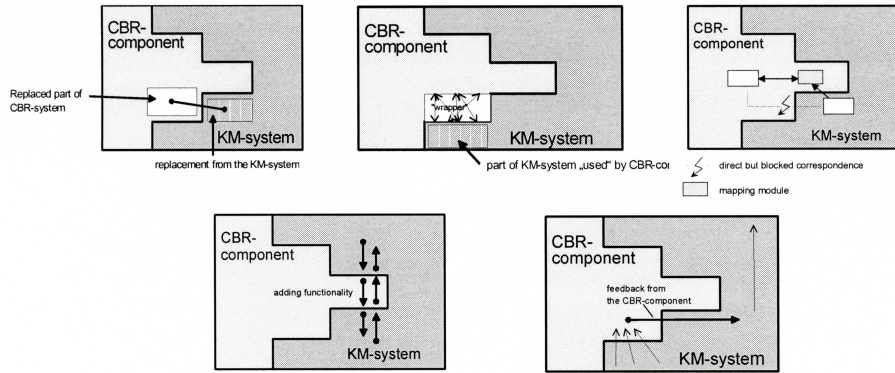 CBR-
component
Replaced part of
CBR-system
KM-system
replacement from the KM-system
CBR-
component
"wrapper"
KM-system
part of KM-system „used“ by CBR-cor
CBR-
component
KM-system
direct but blocked correspondence
mapping module
CBR-
component
adding functionality
KM-system
CBR-
component
feedback from
the CBR-component
KM-system